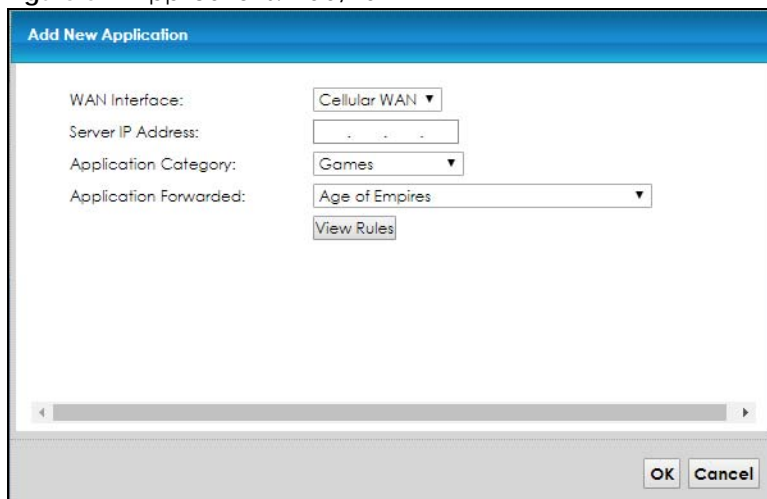 Add New Application
WAN Interface: Cellular WAN ▼
Server IP Address: . . .
Application Category: Games ▼
Application Forwarded: Age of Empires ▼
View Rules
OK Cancel